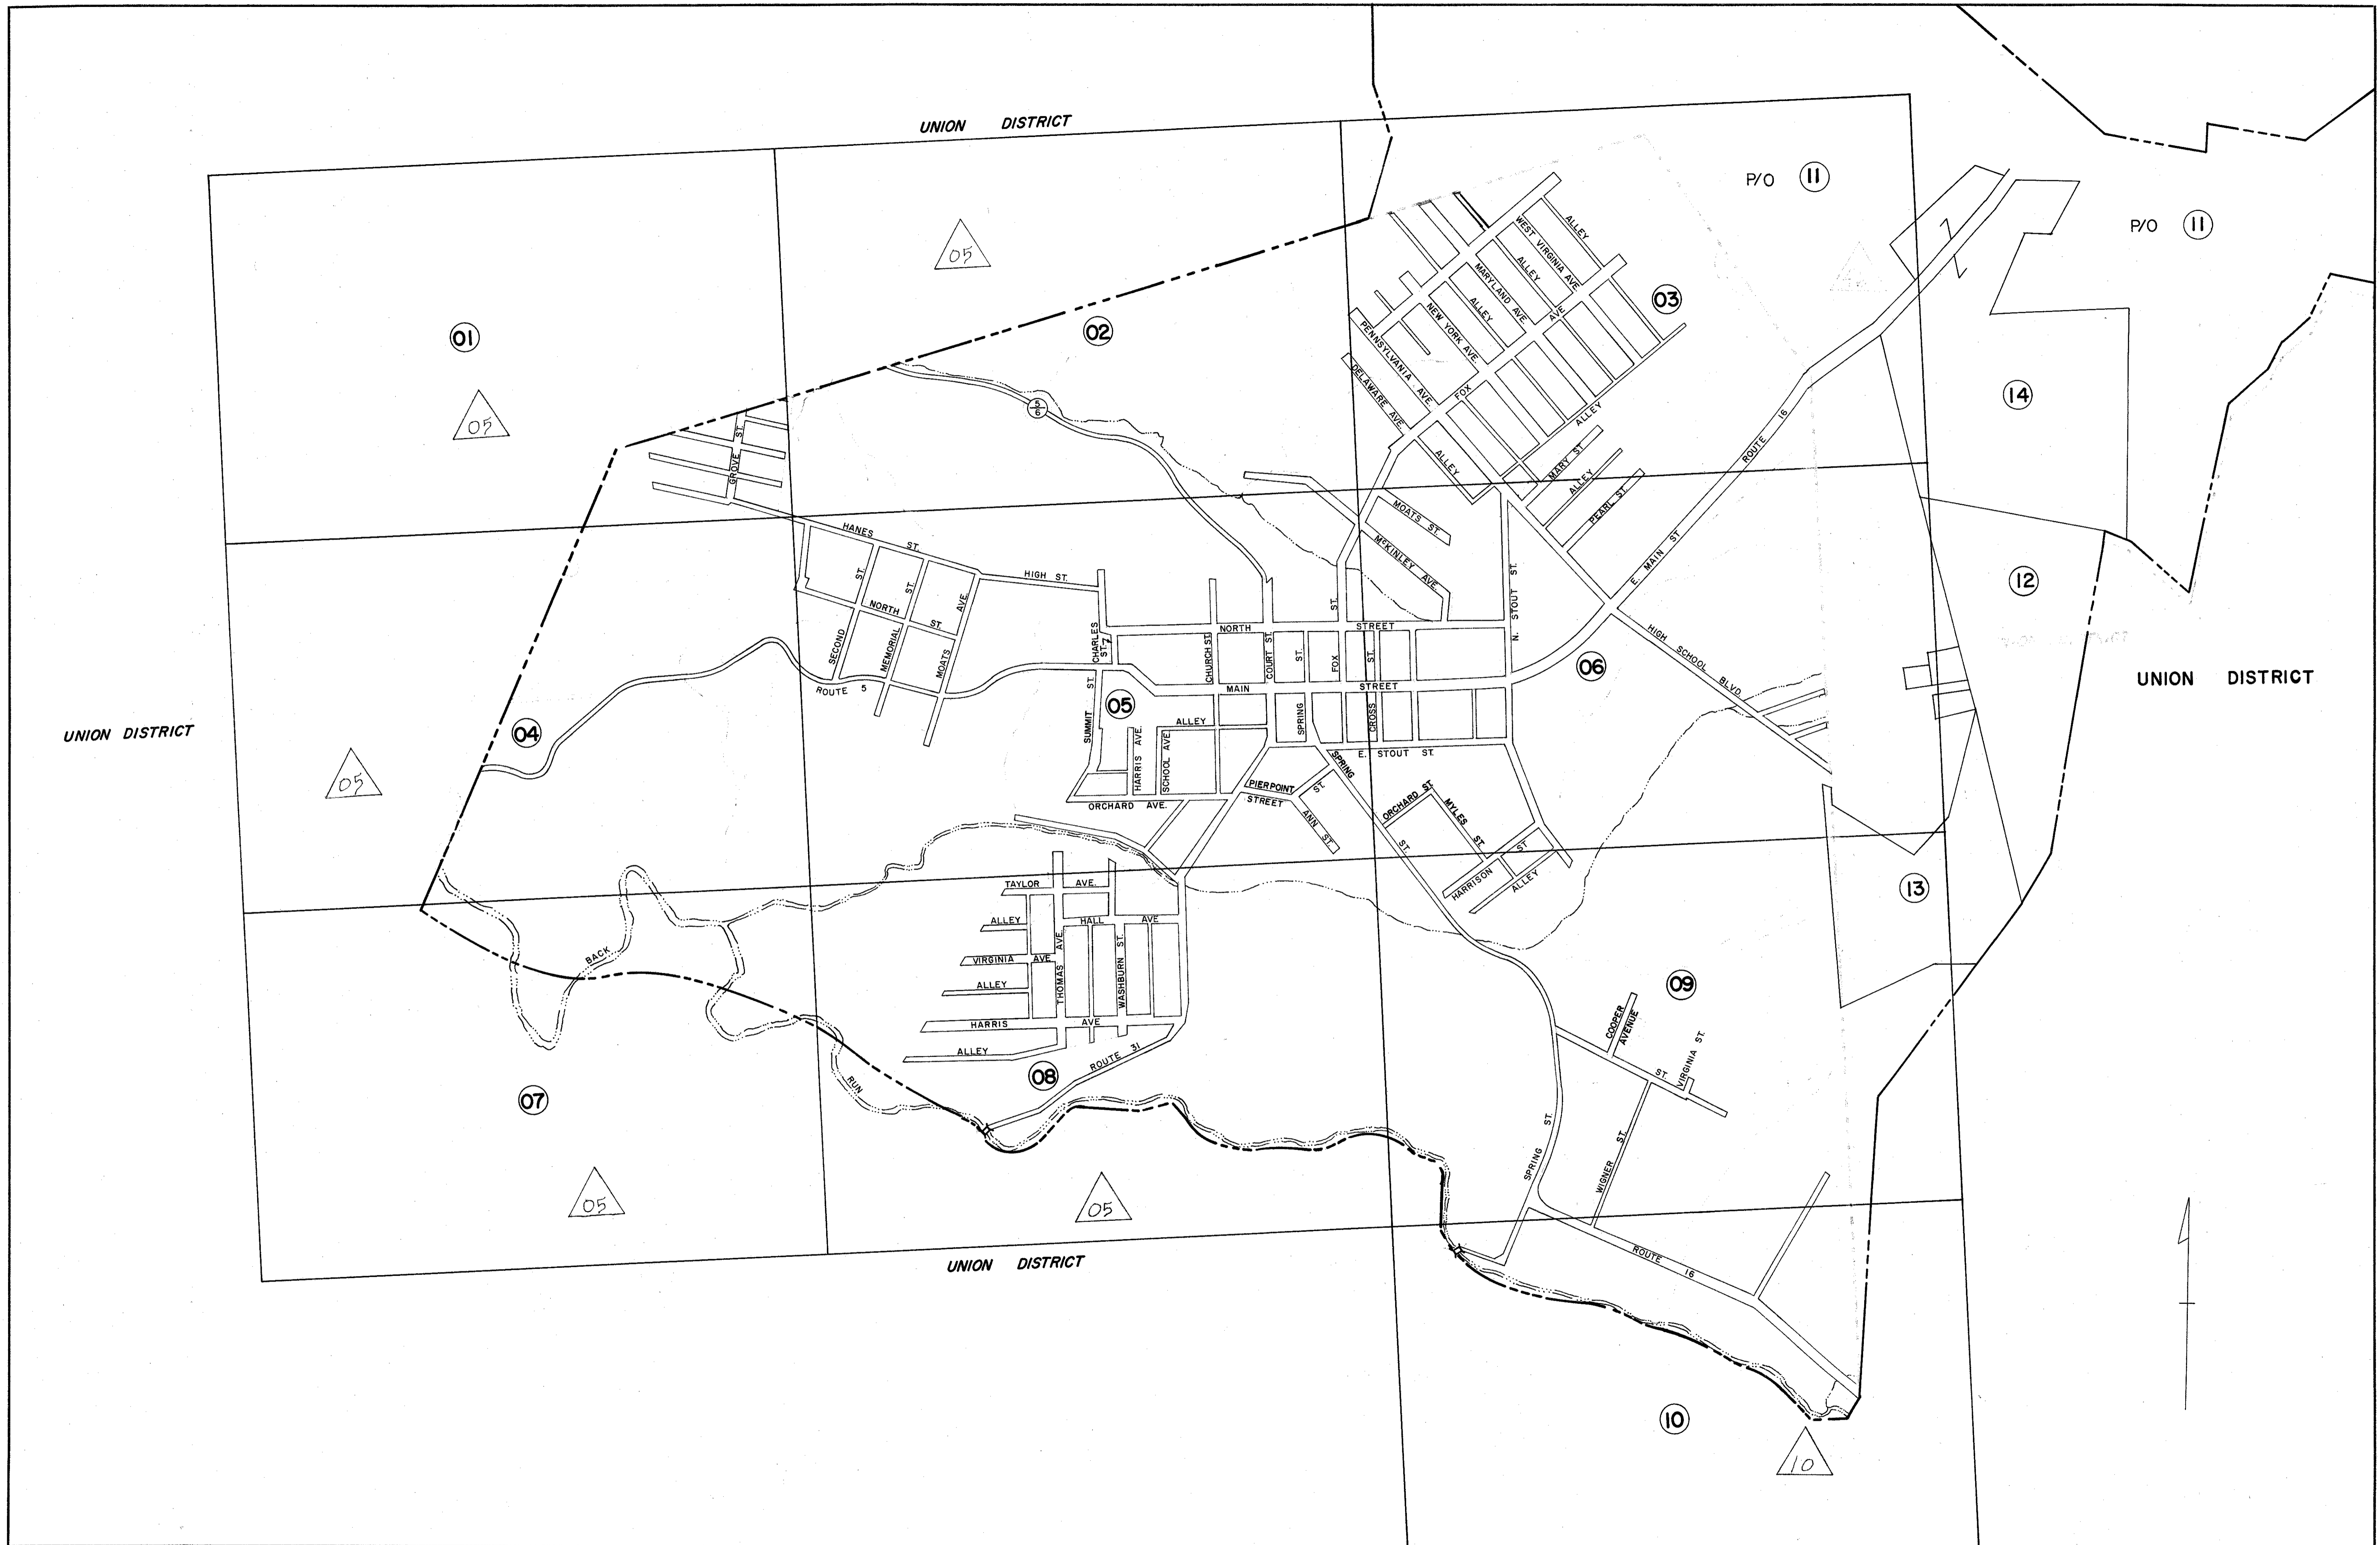 UNION DISTRICT
P/O 11
P/O 11
05
01
05
02
03
ALLEY
WEST VIRGINIA AVE.
ALLEY
MARYLAND AVE.
AVE
ALLEY
NEW YORK AVE.
PENNSYLVANIA AVE.
DELAWARE AVE.
FOX
ALLEY
ALLEY
MARY ST
ALLEY
PEARL ST.
5
6
ROUTE 16
E. MAIN ST
14
12
GROVE ST.
HANES ST.
HIGH ST.
ST.
ST.
NORTH ST.
SECOND
MEMORIAL
MOATS AVE.
ROUTE 5
MOATS ST.
McKINLEY AVE.
N. STOUT ST.
NORTH STREET
CHARLES ST.
CHURCH ST.
COURT ST.
ST.
FOX ST.
ST.
MAIN STREET
SPRING
CROSS
HIGH SCHOOL BLVD.
06
05
04
05
UNION DISTRICT
UNION DISTRICT
SUMMIT ST.
ALLEY
HARRIS AVE.
SCHOOL AVE.
ORCHARD AVE.
E. STOUT ST.
PIERPOINT STREET
ST.
ANN ST.
SPRING ST.
ORCHARD ST.
MYLES ST.
HARRISON ST
ALLEY
13
TAYLOR AVE.
ALLEY
HALL AVE
VIRGINIA AVE
THOMAS AVE.
WASHBURN ST.
ALLEY
HARRIS AVE
ALLEY
ROUTE 31
BACK
RUN
07
08
09
COOPER AVENUE
VIRGINIA ST.
ST.
WIGNER ST.
SPRING ST.
05
05
UNION DISTRICT
ROUTE 16
10
10